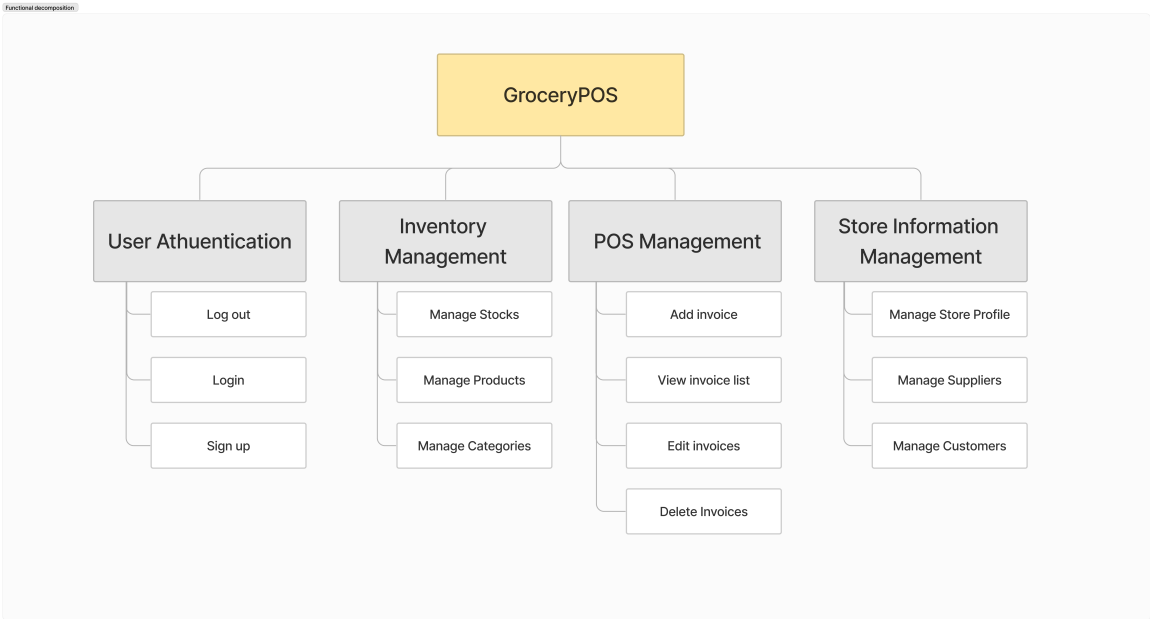 Functional decomposition
GroceryPOS
User Athuentication
Inventory
Management
POS Management
Store Information
Management
Log out
Manage Stocks
Add invoice
Manage Store Profile
Login
Manage Products
View invoice list
Manage Suppliers
Sign up
Manage Categories
Edit invoices
Manage Customers
Delete Invoices